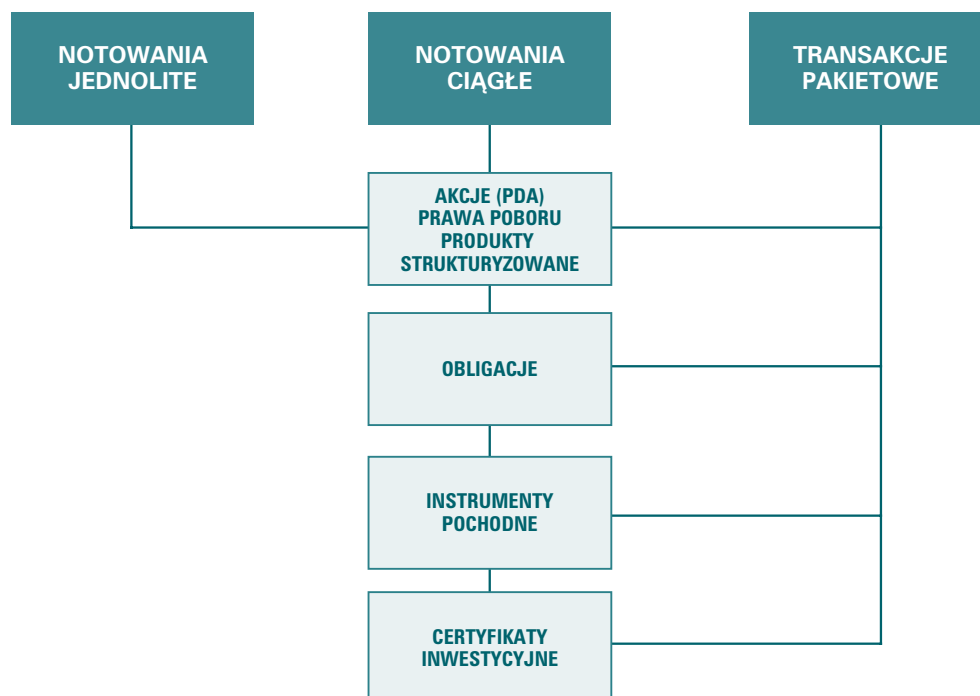 NOTOWANIA
JEDNOLITE
NOTOWANIA
CIĄGŁE
TRANSAKCJE
PAKIETOWE
AKCJE (PDA)
PRAWA POBORU
PRODUKTY
STRUKTURYZOWANE
OBLIGACJE
INSTRUMENTY
POCHODNE
CERTYFIKATY
INWESTYCYJNE